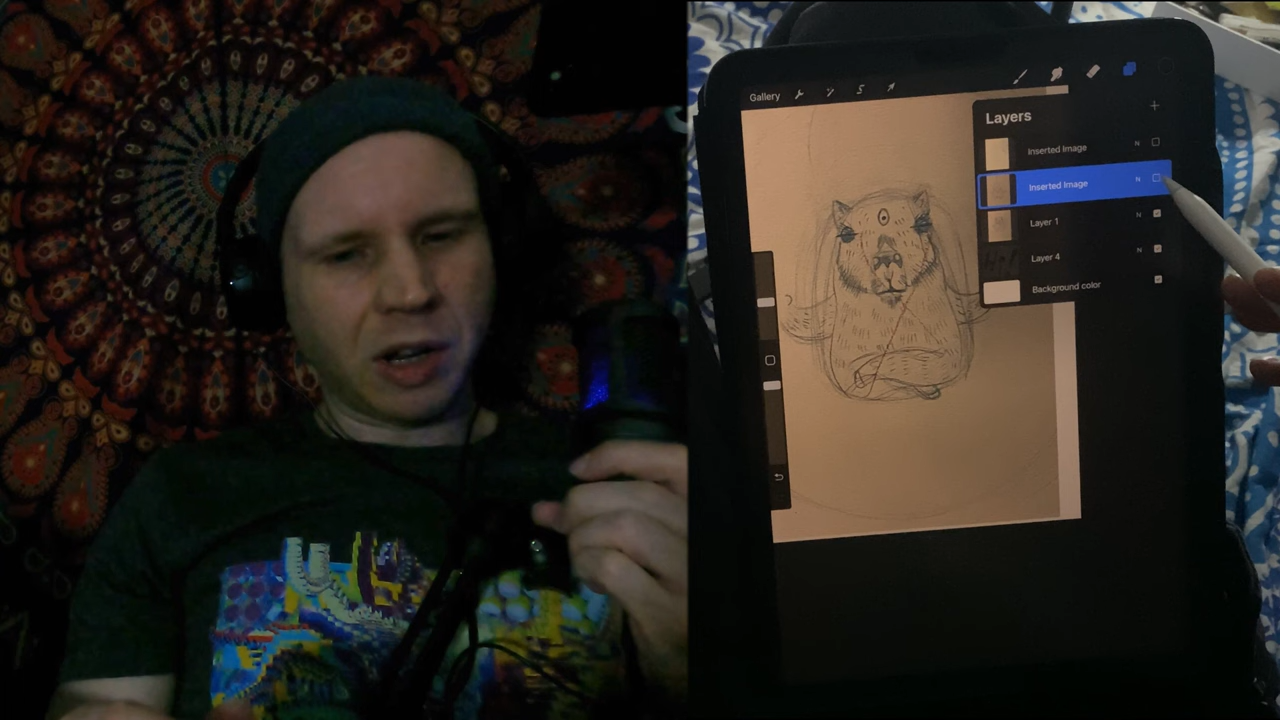 Gallery
Layers
Inserted Image N
Inserted Image N
Layer 1 N
Layer 4 N
Background color